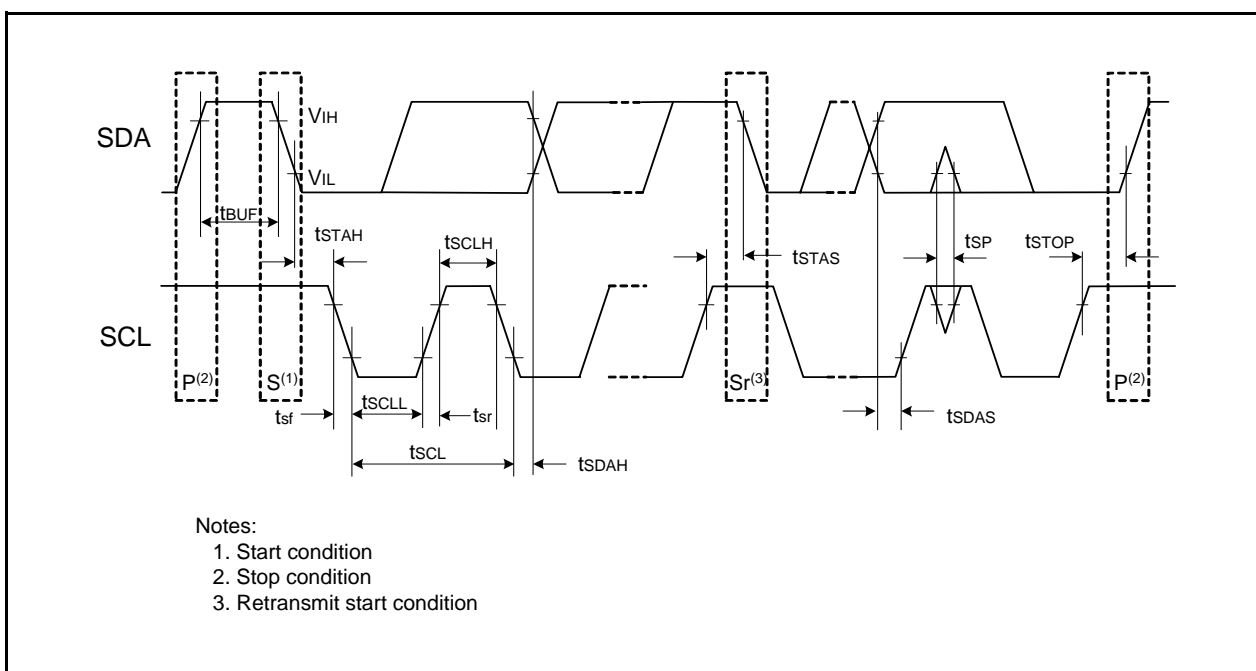 SDA
VIH
VIL
tBUF
tSTAH
tSCLH
tSTAS
tSP
tSTOP
SCL
P(2)
S(1)
Sr(3)
P(2)
tsf
tSCLL
tsr
tSCL
tSDAH
tSDAS
Notes:
1. Start condition
2. Stop condition
3. Retransmit start condition